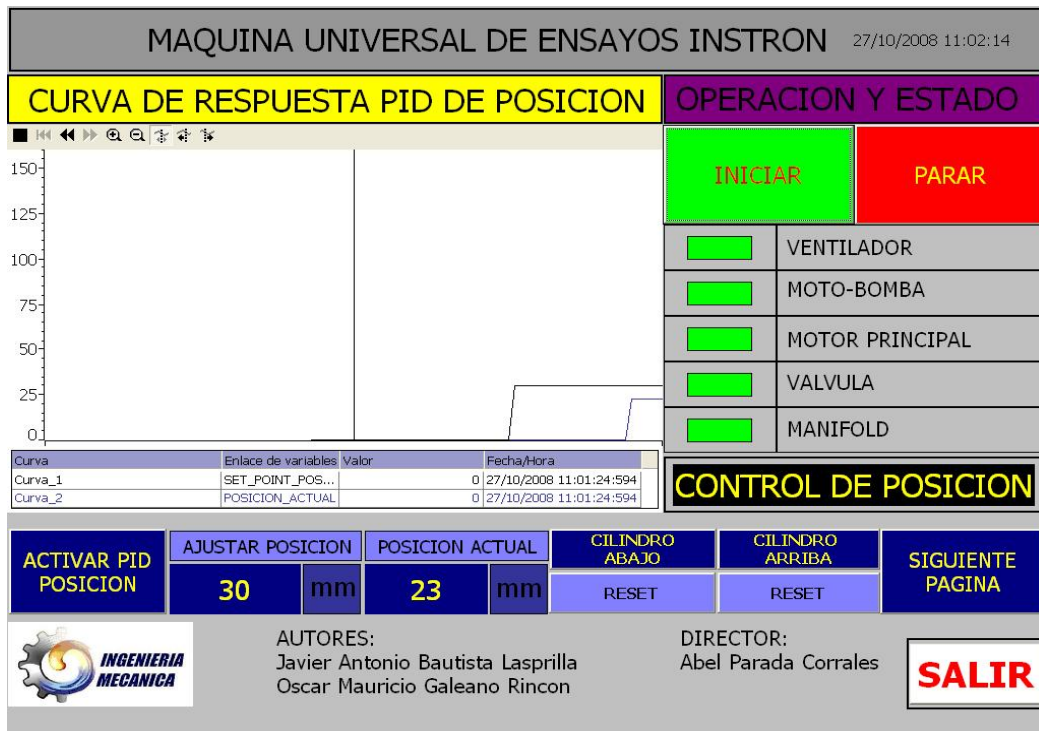 MAQUINA UNIVERSAL DE ENSAYOS INSTRON 27/10/2008 11:02:14
CURVA DE RESPUESTA PID DE POSICION
OPERACION Y ESTADO
INICIAR PARAR
150
125
100
75
50
25
0
VENTILADOR
MOTO-BOMBA
MOTOR PRINCIPAL
VALVULA
MANIFOLD
Curva Enlace de variables Valor Fecha/Hora
Curva_1 SET_POINT_POS... 0 27/10/2008 11:01:24:594
Curva_2 POSICION_ACTUAL 0 27/10/2008 11:01:24:594
CONTROL DE POSICION
ACTIVAR PID
POSICION
AJUSTAR POSICION
30 mm
POSICION ACTUAL
23 mm
CILINDRO
ABAJO
RESET
CILINDRO
ARRIBA
RESET
SIGUIENTE
PAGINA
INGENIERIA
MECANICA
AUTORES:
Javier Antonio Bautista Lasprilla
Oscar Mauricio Galeano Rincon
DIRECTOR:
Abel Parada Corrales
SALIR